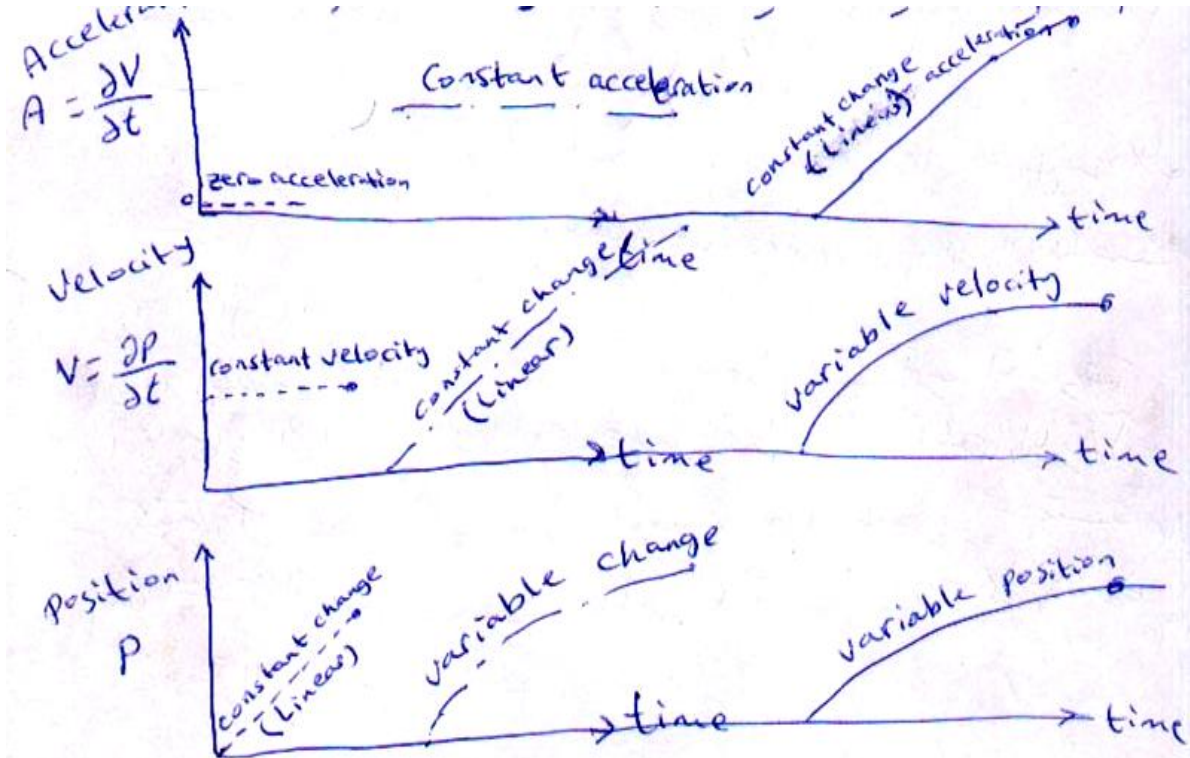 Acceleration
A = ∂V/∂t
Constant acceleration
constant change
(Linear) acceleration
zero acceleration
0
time
time
Velocity
V = ∂P/∂t
constant velocity
constant change
(Linear)
variable velocity
time
time
Position
P
constant change
(Linear)
variable change
variable position
time
time